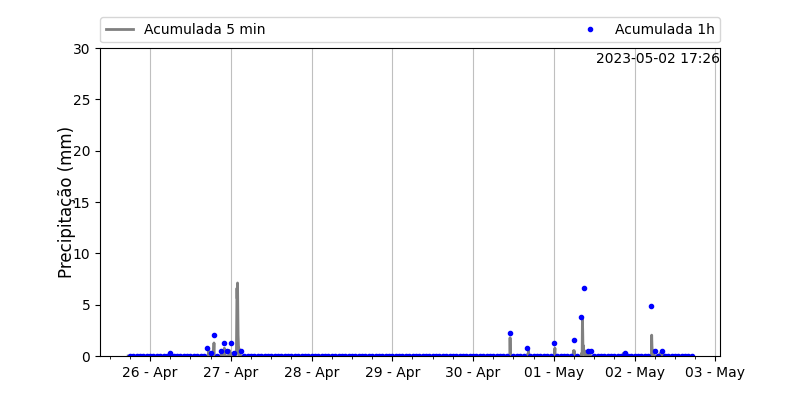 Acumulada 5 min
Acumulada 1h
2023-05-02 17:26
Precipitação (mm)
30
25
20
15
10
5
0
26 - Apr
27 - Apr
28 - Apr
29 - Apr
30 - Apr
01 - May
02 - May
03 - May